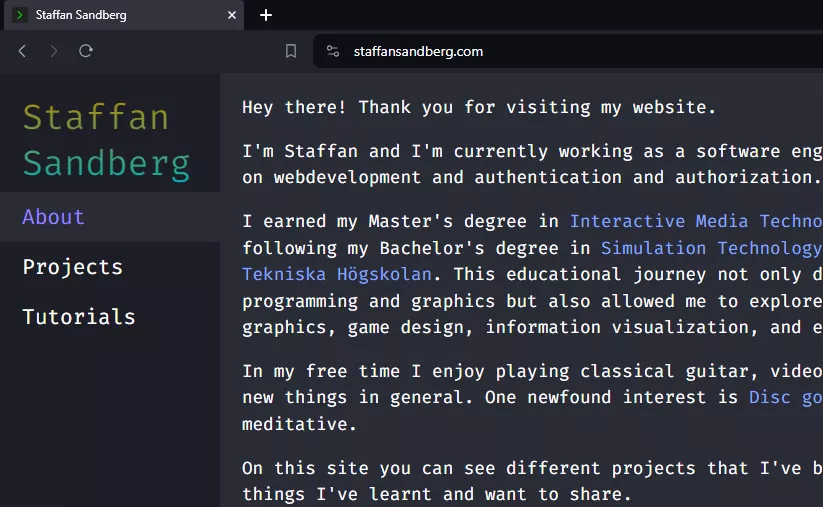 Staffan Sandberg
staffansandberg.com
Staffan
Sandberg
About
Projects
Tutorials
Hey there! Thank you for visiting my website.
I'm Staffan and I'm currently working as a software eng
on webdevelopment and authentication and authorization.
I earned my Master's degree in Interactive Media Techno
following my Bachelor's degree in Simulation Technology
Tekniska Högskolan. This educational journey not only d
programming and graphics but also allowed me to explore
graphics, game design, information visualization, and e
In my free time I enjoy playing classical guitar, video
new things in general. One newfound interest is Disc go
meditative.
On this site you can see different projects that I've b
things I've learnt and want to share.